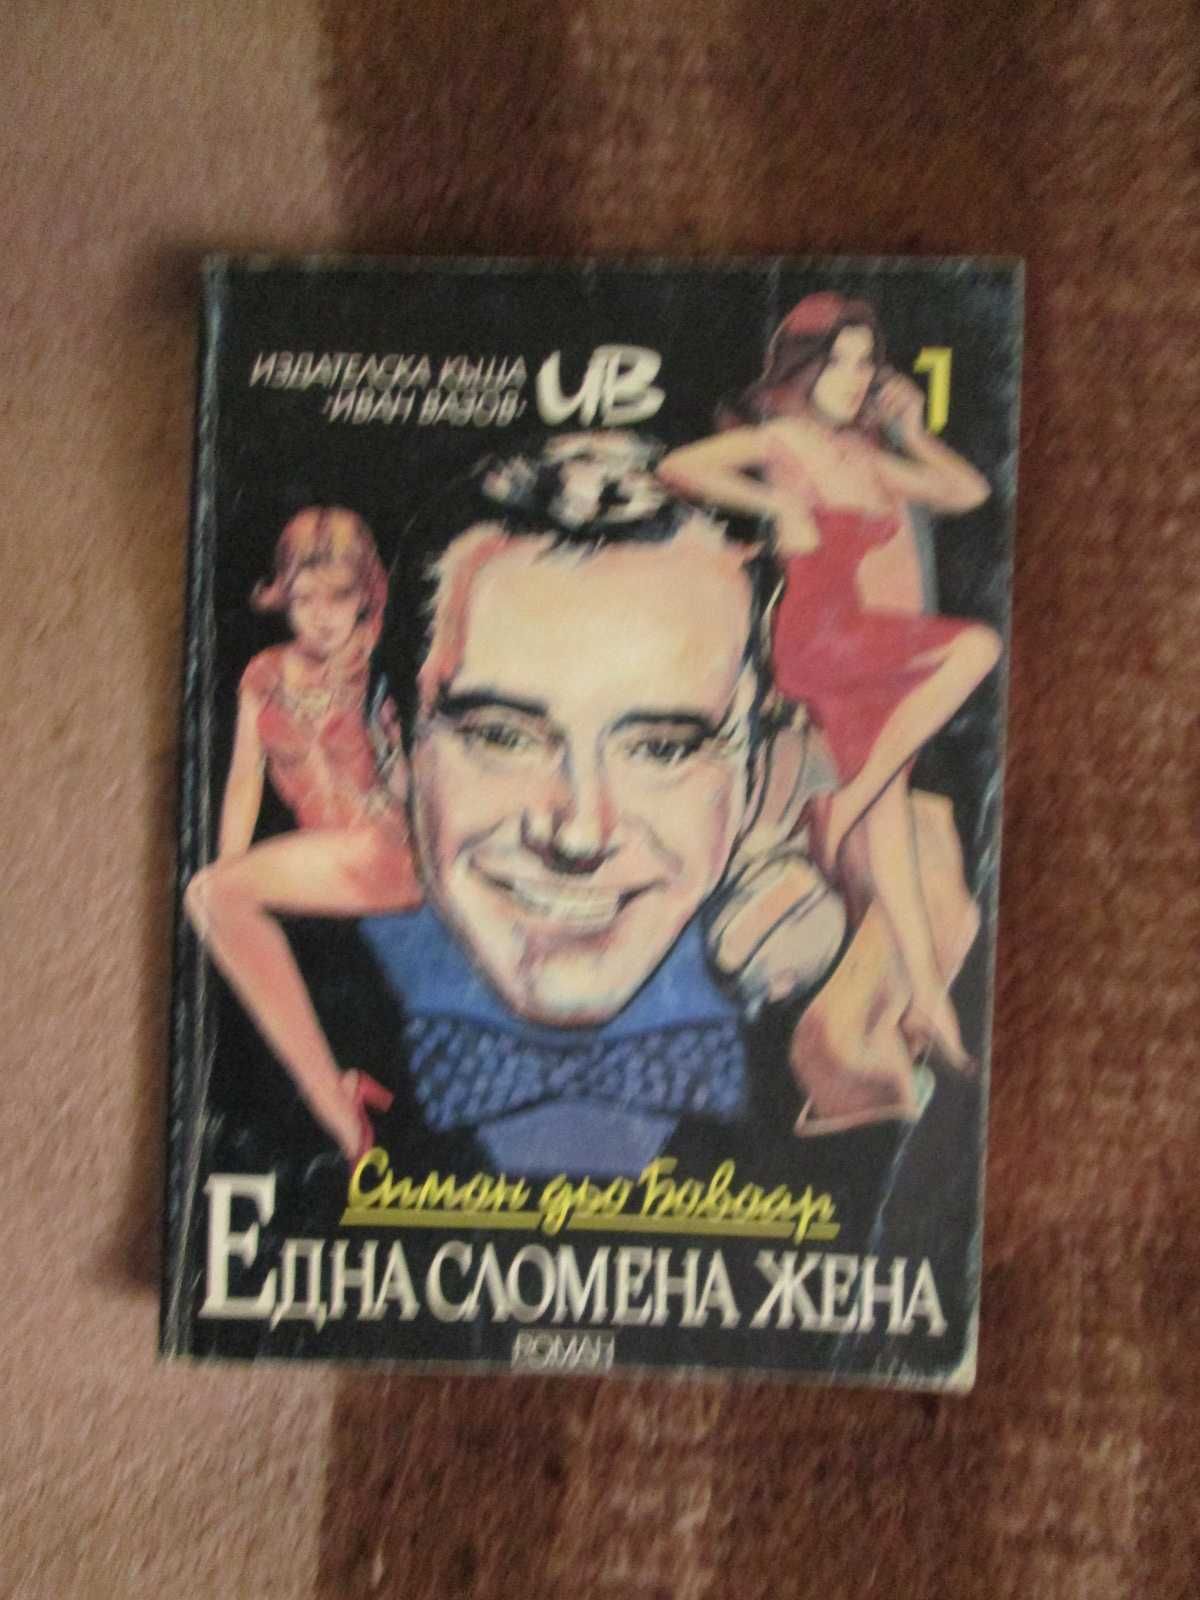 ИЗДАТЕЛСКА КЪЩА
"ИВАН ВАЗОВ"
ИВ
1
Симон дьо Бовоар
ЕДНА СЛОМЕНА ЖЕНА
РОМАН